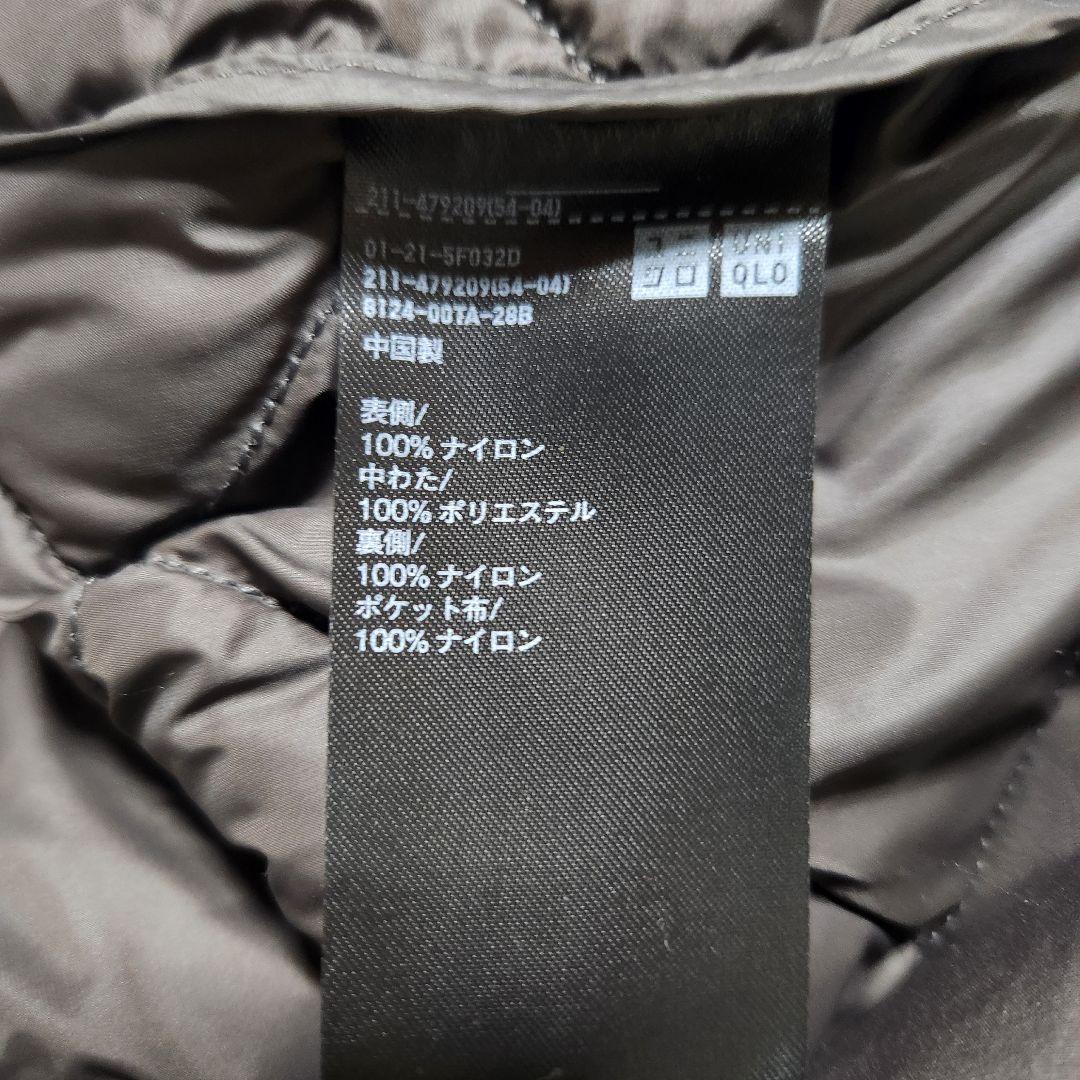 211-479209(54-04)
01-21-5F032D
211-479209(54-04)
6124-00TA-28B
ユニ
クロ
UNI
QLO
中国製
表側/
100% ナイロン
中わた/
100% ポリエステル
裏側/
100% ナイロン
ポケット布/
100% ナイロン